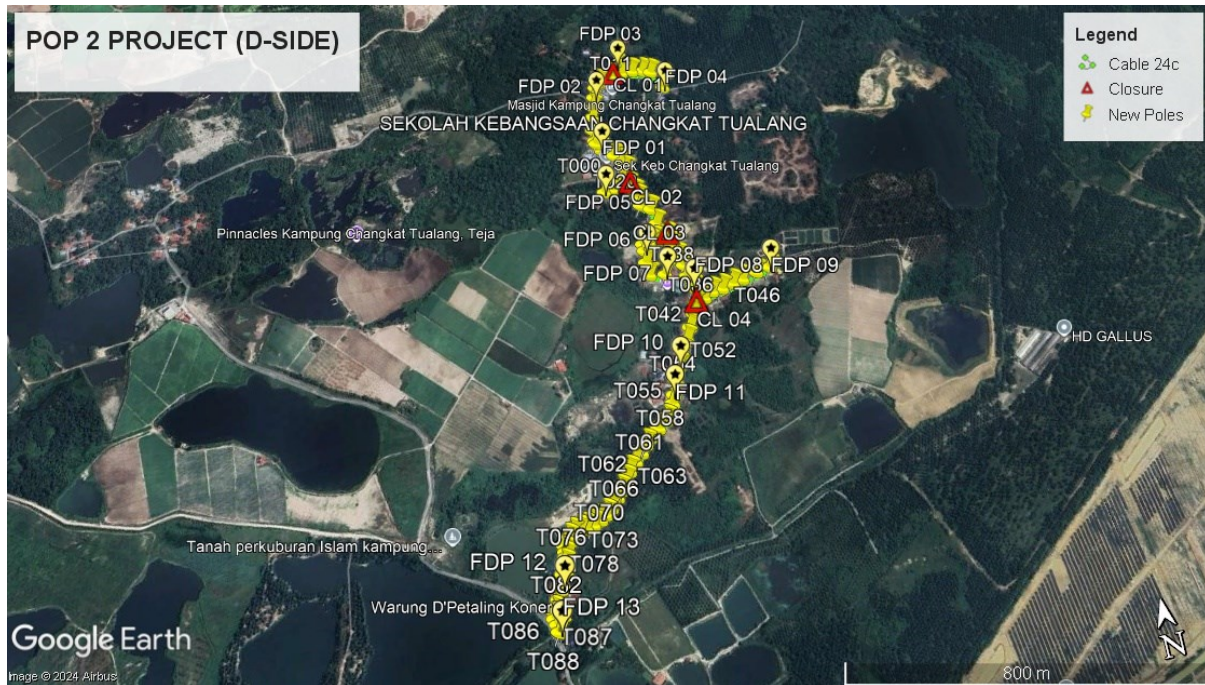 POP 2 PROJECT (D-SIDE)
Legend
Cable 24c
Closure
New Poles
FDP 03
T011
FDP 02
CL 01
FDP 04
Masjid Kampung Changkat Tualang
SEKOLAH KEBANGSAAN CHANGKAT TUALANG
FDP 01
T000
Sek Keb Changkat Tualang
FDP 05
CL 02
FDP 06
CL 03
Pinnacles Kampung Changkat Tualang, Teja
FDP 07
FDP 08
FDP 09
T046
T042
CL 04
HD GALLUS
FDP 10
T052
T055
FDP 11
T058
T061
T062
T063
T066
T070
T076
T073
Tanah perkuburan Islam kampung...
FDP 12
T078
T082
Warung D'Petaling Koner
FDP 13
T086
T087
T088
Google Earth
Image © 2024 Airbus
800 m
N